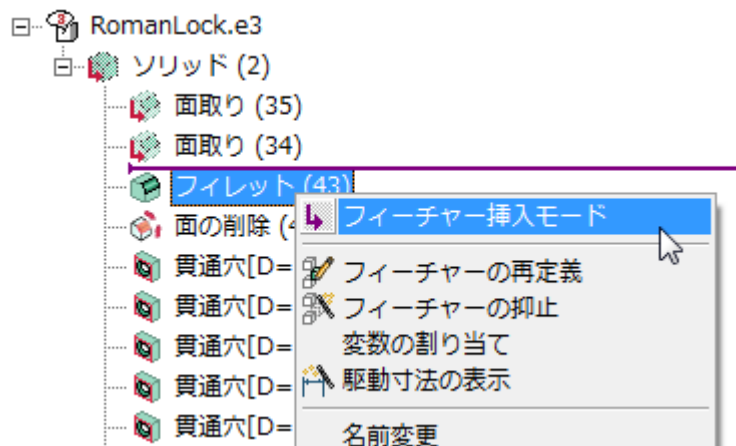 RomanLock.e3
ソリッド (2)
面取り (35)
面取り (34)
フィレット (43)
フィーチャー挿入モード
面の削除 (4
貫通穴[D=
フィーチャーの再定義
貫通穴[D=
フィーチャーの抑止
貫通穴[D=
変数の割り当て
貫通穴[D=
駆動寸法の表示
貫通穴[D=
名前変更